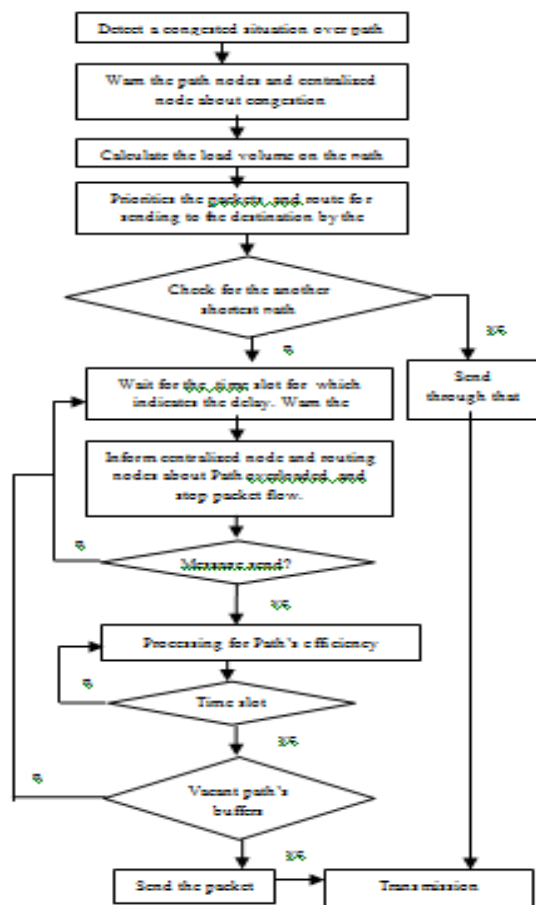 Detect a congested situation over path
Warn the path nodes and centralized
node about congestion
Calculate the load volume on the path
Priorities the packets, and route for
sending to the destination by the
Check for the another
shortest path
Wait for the time slot for which
indicates the delay. Warn the
Send
through that
Inform centralized node and routing
nodes about Path overloaded, and
stop packet flow.
Message send?
Processing for Path's efficiency
Time slot
Vacant path's
buffers
Send the packet
Transmission